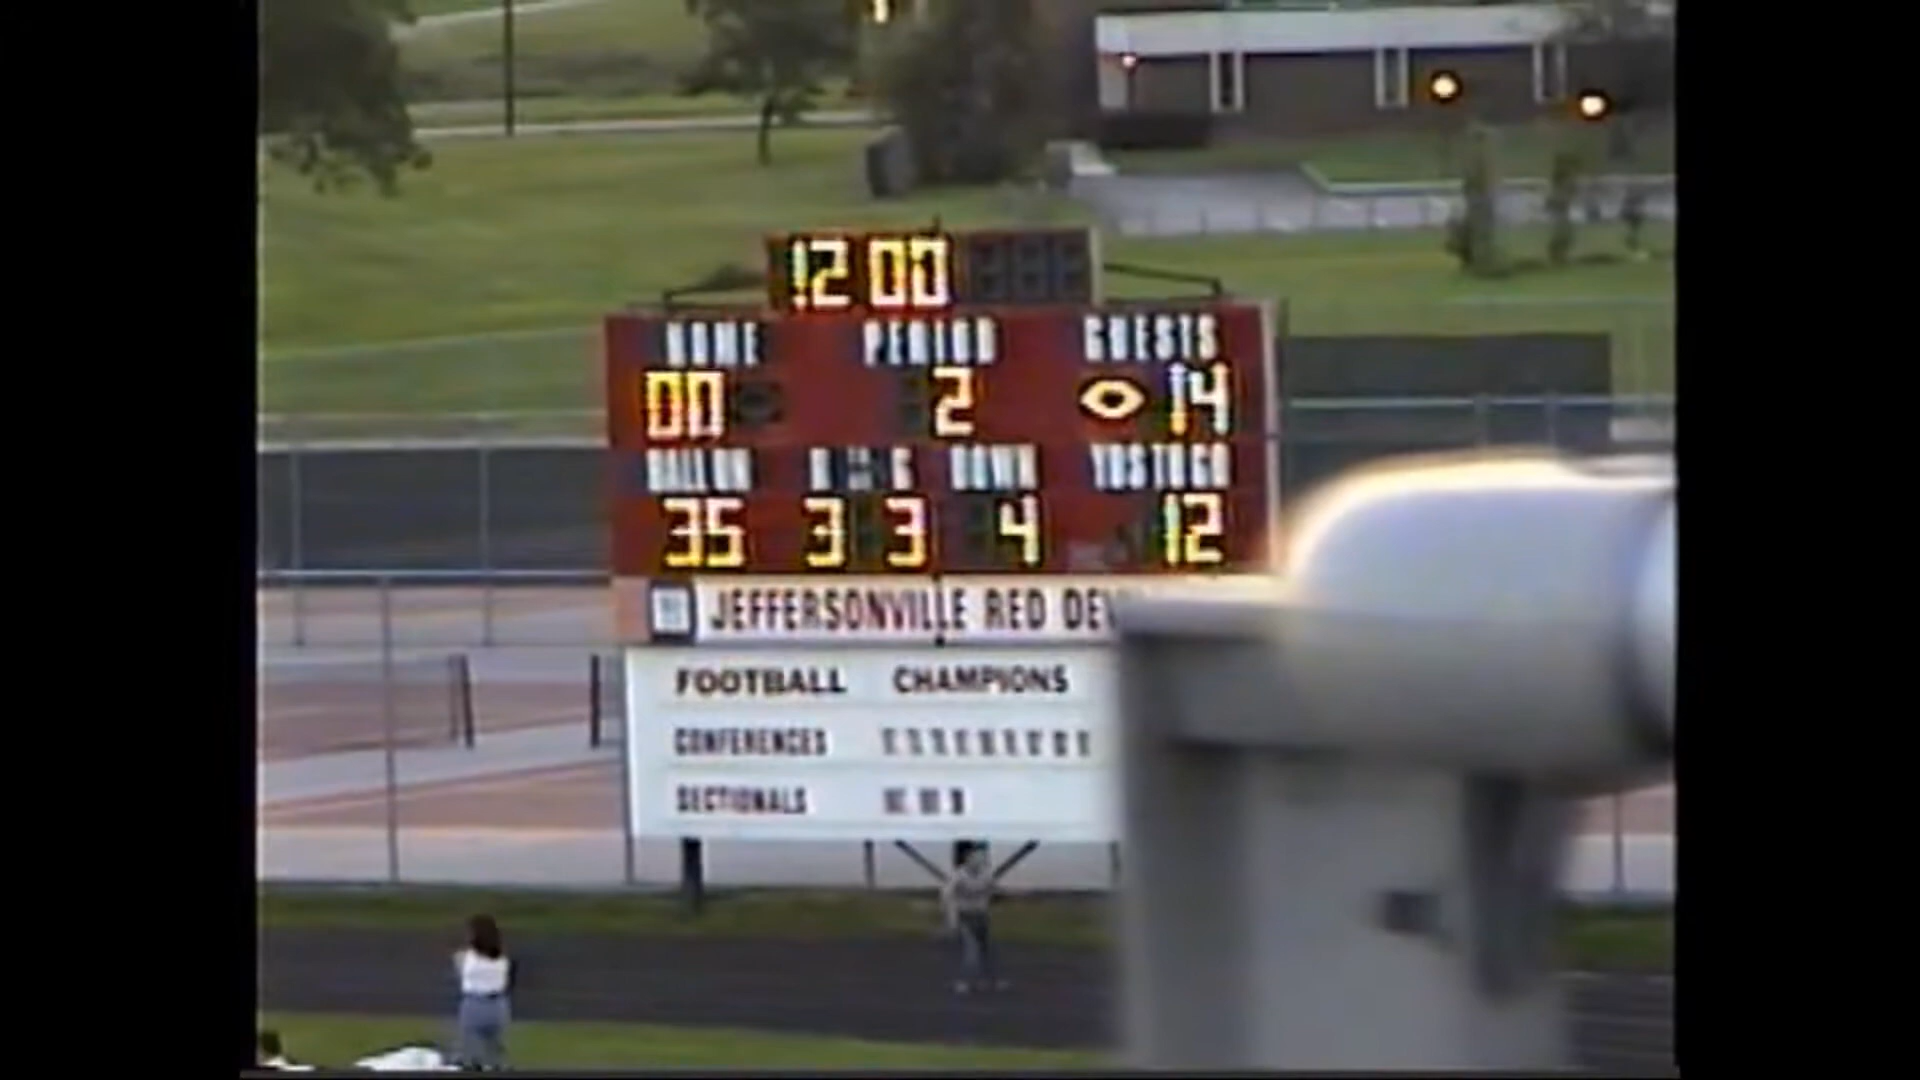 12 00
HOME PERIOD GUESTS
00 2 14
BALL ON DOWN YDS TO GO
35 3 3 4 12
JEFFERSONVILLE RED DEV
FOOTBALL CHAMPIONS
CONFERENCES
SECTIONALS